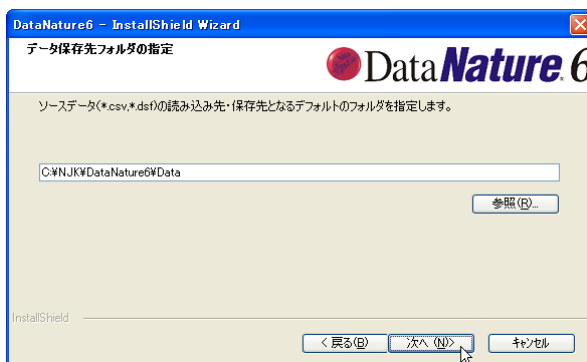 DataNature6 - InstallShield Wizard
データ保存先フォルダの指定
DataNature 6
ソースデータ(*.csv,*.dsf)の読み込み先・保存先となるデフォルトのフォルダを指定します。
C:¥NJK¥DataNature6¥Data
参照(R)...
InstallShield
< 戻る(B)
次へ (N)>
キャンセル